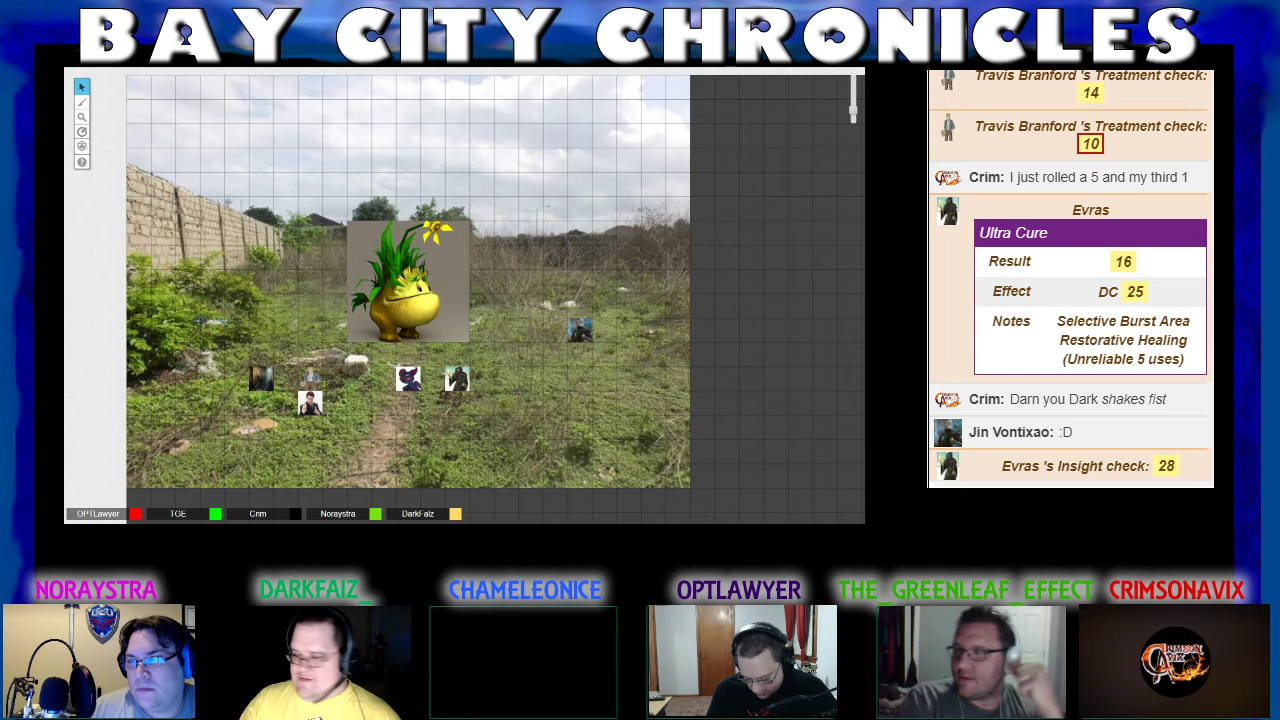 BAY CITY CHRONICLES
Travis Branford 's Treatment check:
14
Travis Branford 's Treatment check:
10
Crim: I just rolled a 5 and my third 1
Evras
Ultra Cure
Result 16
Effect DC 25
Notes Selective Burst Area
Restorative Healing
(Unreliable 5 uses)
Crim: Darn you Dark shakes fist
Jin Vontixao: :D
Evras 's Insight check: 28
OPTLawyer TGE Crim Noraystra DarkFaiz
NORAYSTRA DARKFAIZ_ CHAMELEONICE OPTLAWYER THE_GREENLEAF_EFFECT CRIMSONAVIX
CRIMSON
AVIX